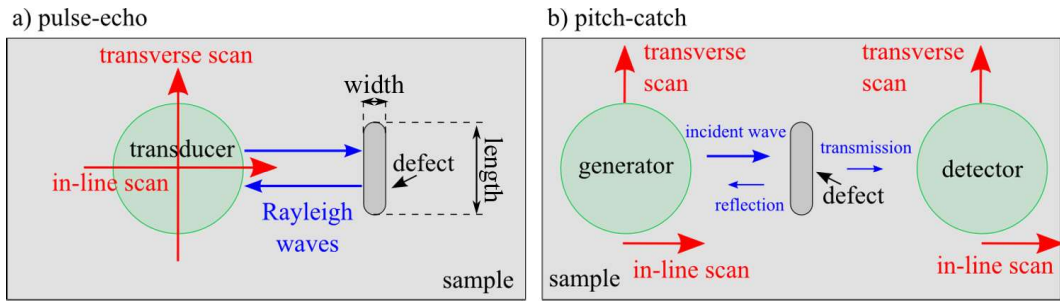 a) pulse-echo
transverse scan
width
transducer
defect
length
in-line scan
Rayleigh
waves
sample
b) pitch-catch
transverse
scan
transverse
scan
incident wave
transmission
generator
detector
defect
reflection
in-line scan
in-line scan
sample